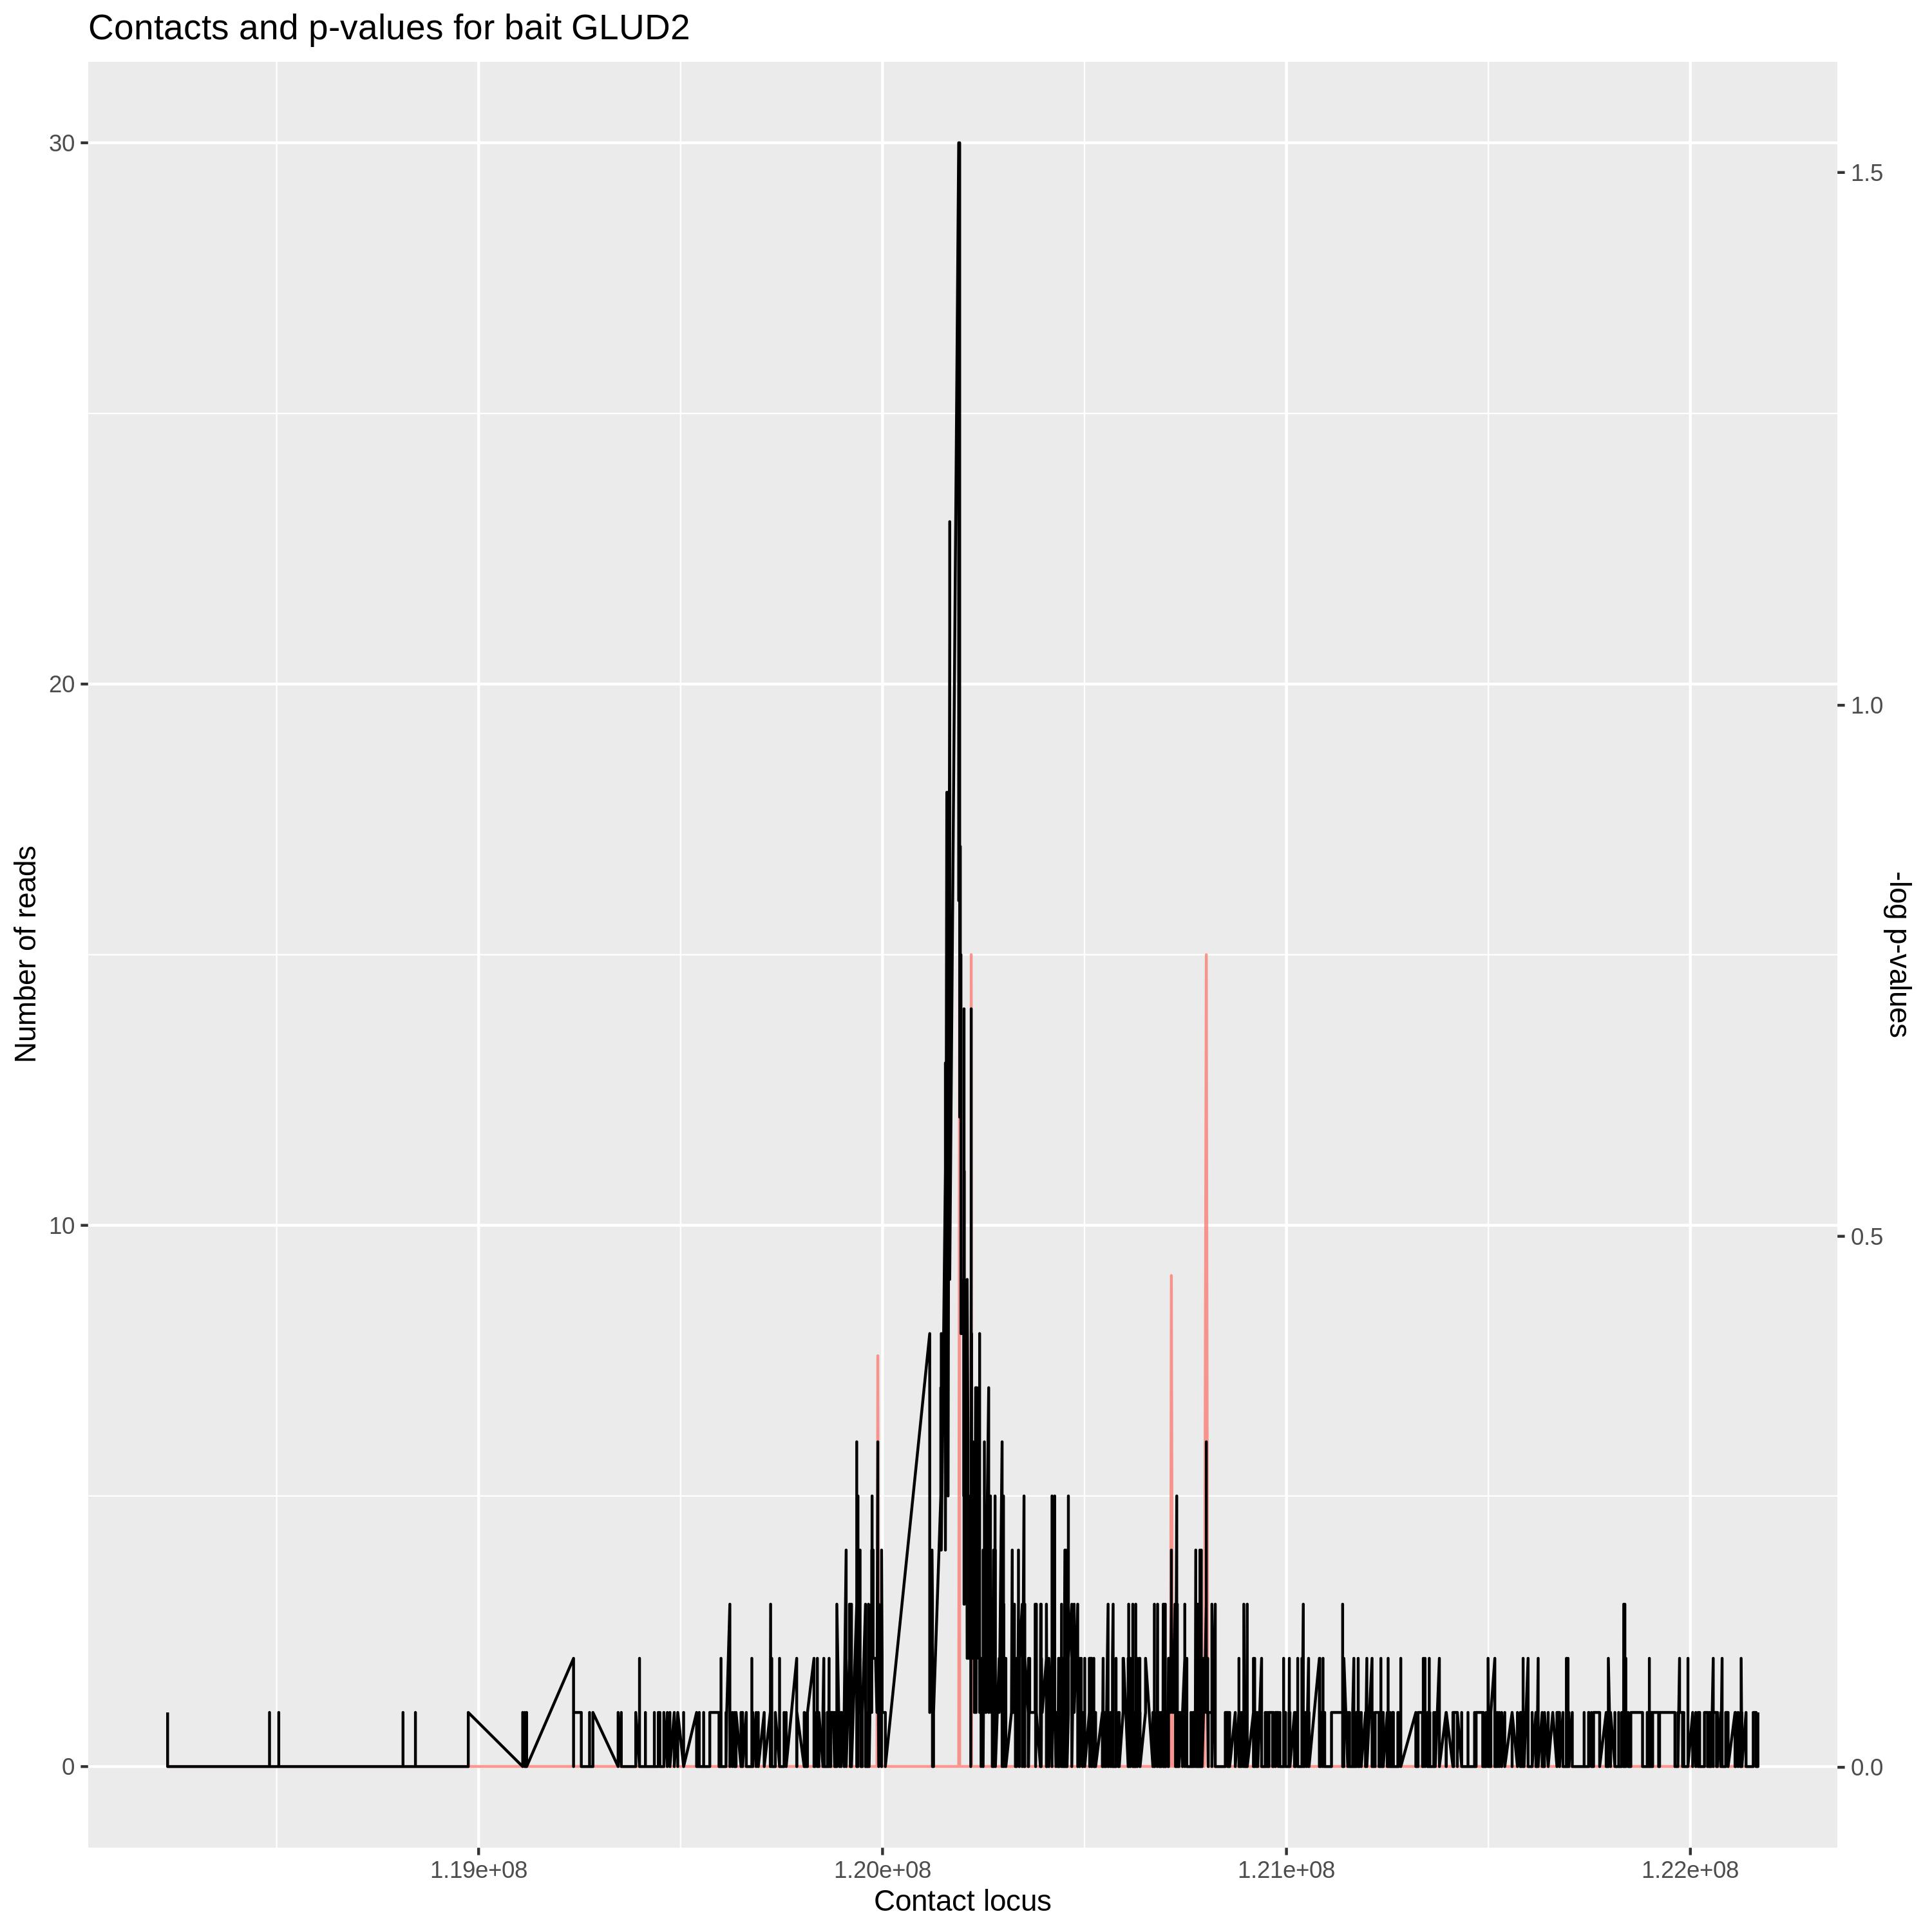 Contacts and p-values for bait GLUD2
30
20
10
0
Number of reads
1.5
1.0
0.5
0.0
-log p-values
1.19e+08
1.20e+08
1.21e+08
1.22e+08
Contact locus